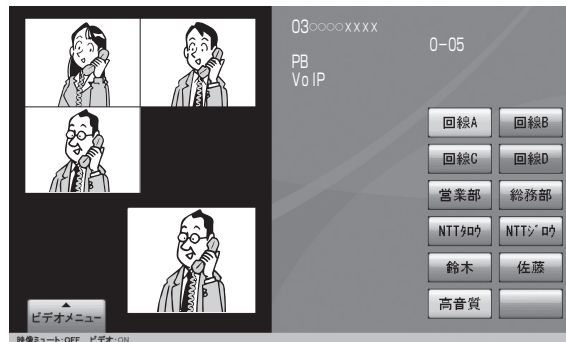 03○○○○xxxx
0-05
PB
VoIP
回線A 回線B
回線C 回線D
営業部 総務部
NTTタロウ NTTジロウ
鈴木 佐藤
高音質
ビデオメニュー
映像ミュート:OFF ビデオ:ON